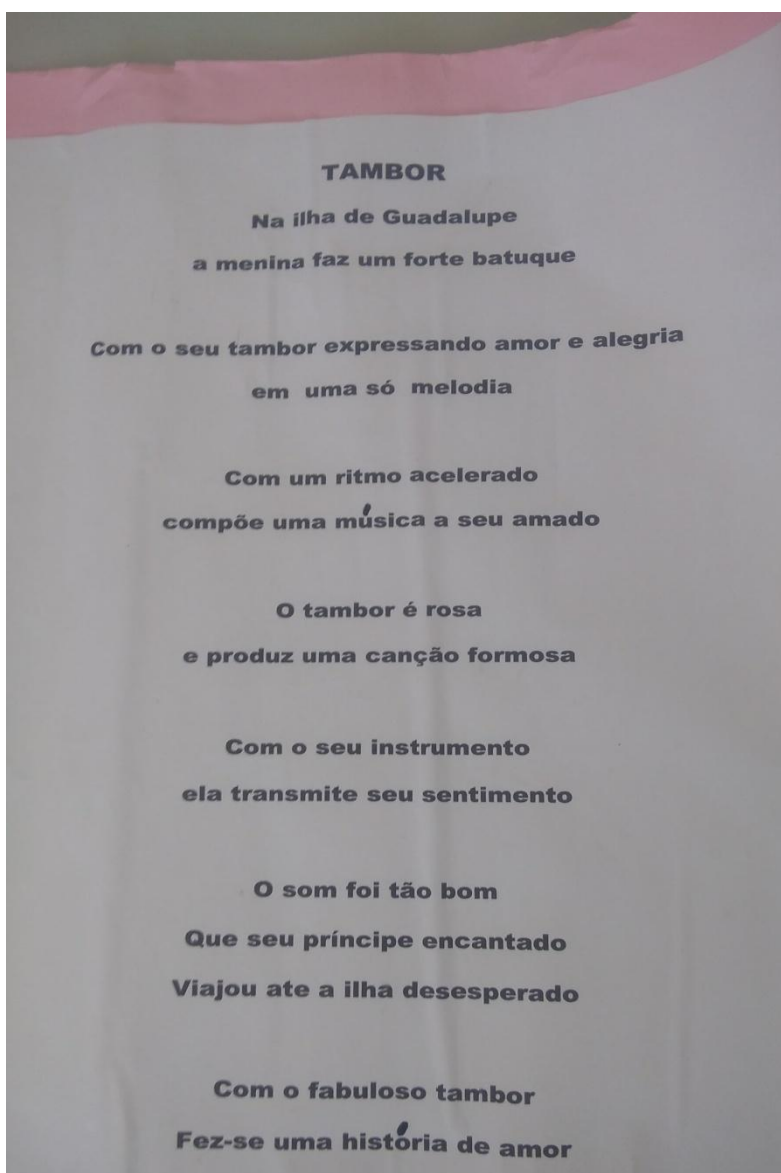 TAMBOR
Na ilha de Guadalupe
a menina faz um forte batuque
Com o seu tambor expressando amor e alegria
em uma só melodia
Com um ritmo acelerado
compõe uma música a seu amado
O tambor é rosa
e produz uma canção formosa
Com o seu instrumento
ela transmite seu sentimento
O som foi tão bom
Que seu príncipe encantado
Viajou ate a ilha desesperado
Com o fabuloso tambor
Fez-se uma história de amor